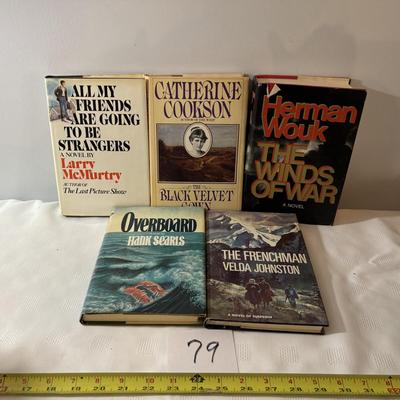 ALL MY
FRIENDS
ARE GOING
TO BE
STRANGERS
A NOVEL BY
Larry
McMurtry
AUTHOR OF
The Last Picture Show
CATHERINE
COOKSON
THE
BLACK VELVET
GOWN
Herman
Wouk
THE
WINDS
OF WAR
A NOVEL
OVERBOARD
HANK SEARLS
THE FRENCHMAN
VELDA JOHNSTON
A NOVEL OF SUSPENSE
79